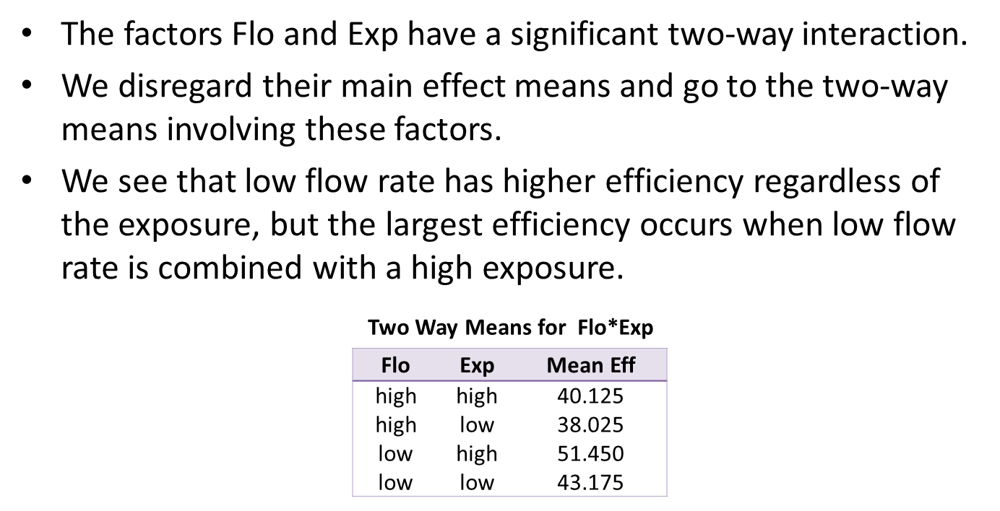 • The factors Flo and Exp have a significant two-way interaction.
• We disregard their main effect means and go to the two-way
means involving these factors.
• We see that low flow rate has higher efficiency regardless of
the exposure, but the largest efficiency occurs when low flow
rate is combined with a high exposure.
Two Way Means for Flo*Exp
Flo Exp Mean Eff
high high 40.125
high low 38.025
low high 51.450
low low 43.175